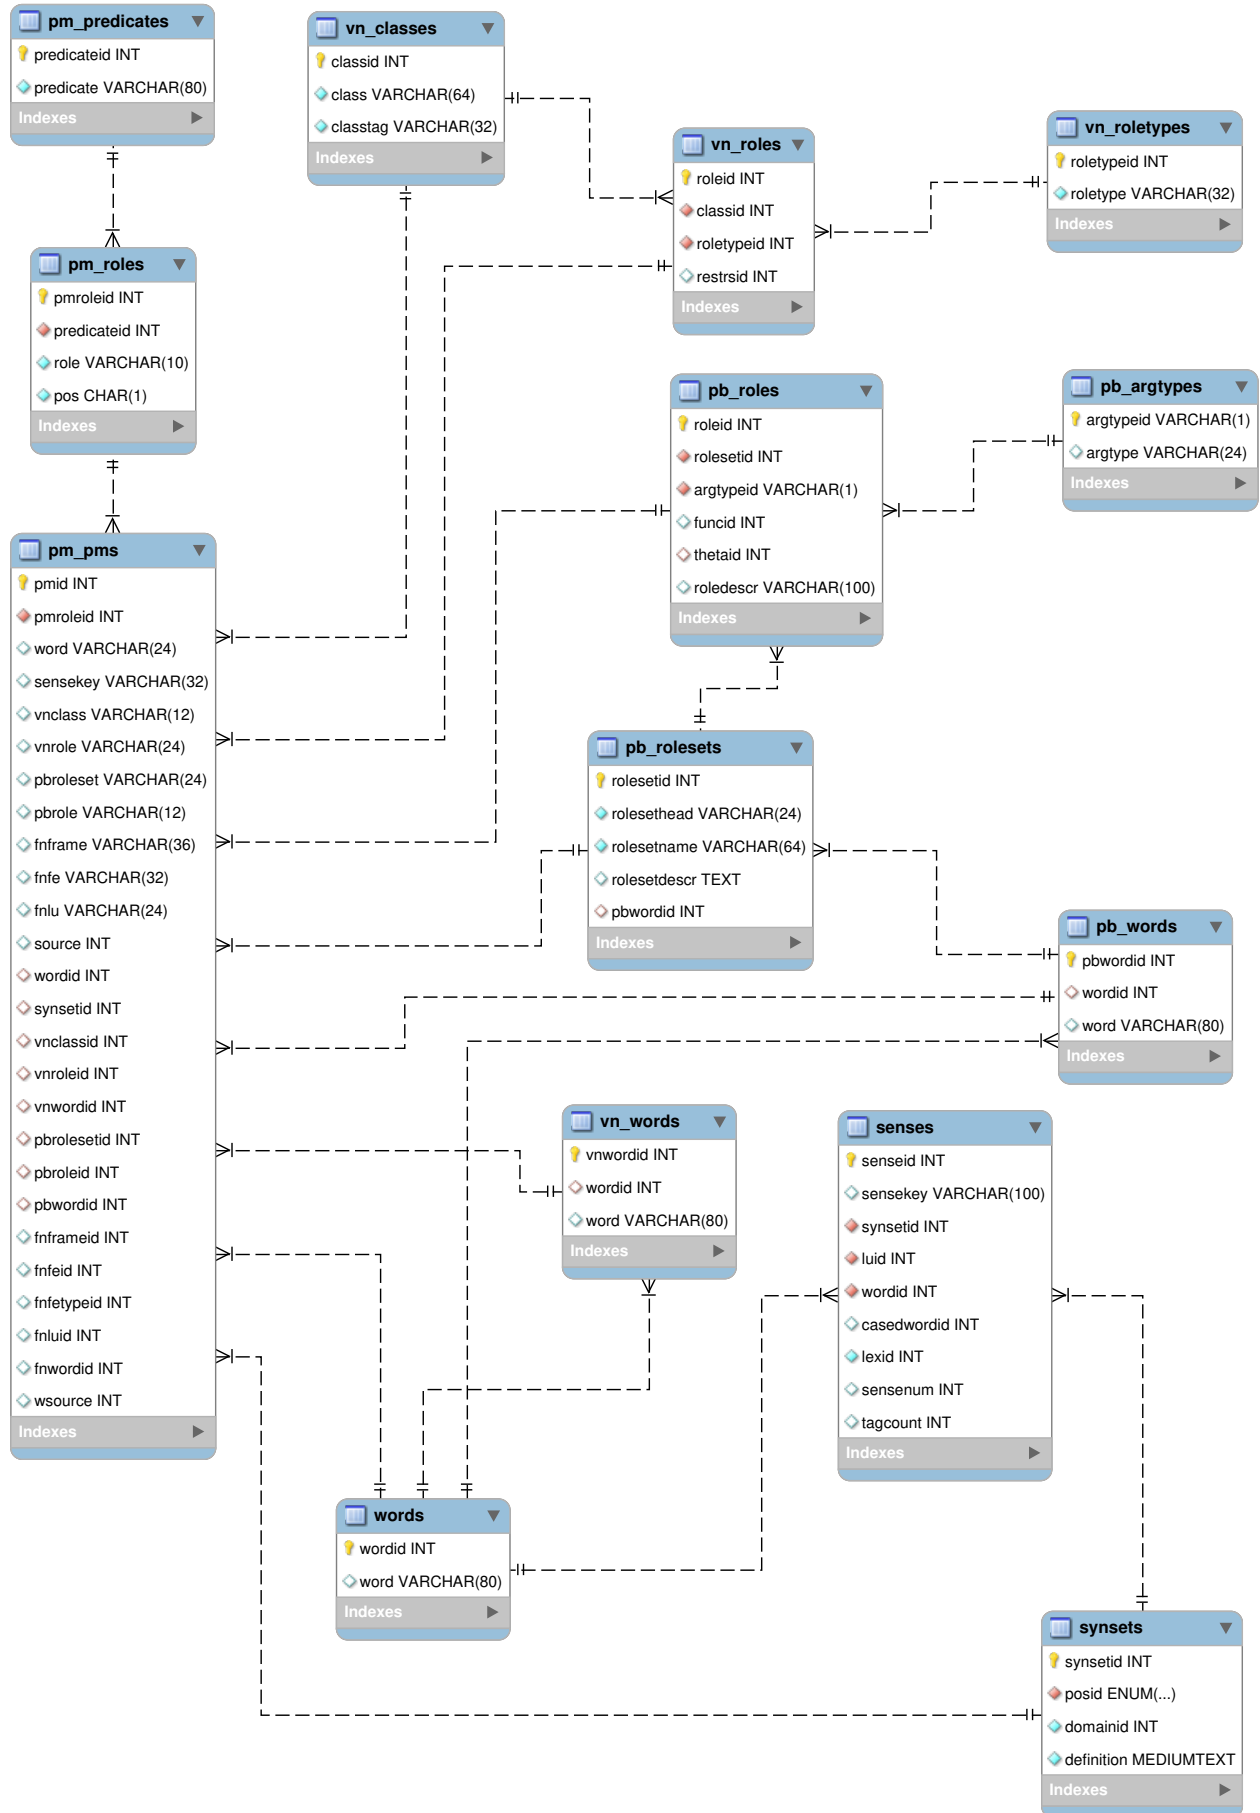 pm_predicates
predicateid INT
predicate VARCHAR(80)
Indexes
vn_classes
classid INT
class VARCHAR(64)
classtag VARCHAR(32)
Indexes
vn_roles
roleid INT
classid INT
roletypeid INT
restrsid INT
Indexes
vn_roletypes
roletypeid INT
roletype VARCHAR(32)
Indexes
pm_roles
pmroleid INT
predicateid INT
role VARCHAR(10)
pos CHAR(1)
Indexes
pb_roles
roleid INT
rolesetid INT
argtypeid VARCHAR(1)
funcid INT
thetaid INT
roledescr VARCHAR(100)
Indexes
pb_argtypes
argtypeid VARCHAR(1)
argtype VARCHAR(24)
Indexes
pm_pms
pmid INT
pmroleid INT
word VARCHAR(24)
sensekey VARCHAR(32)
vnclass VARCHAR(12)
vnrole VARCHAR(24)
pbroleset VARCHAR(24)
pbrole VARCHAR(12)
fnframe VARCHAR(36)
fnfe VARCHAR(32)
fnlu VARCHAR(24)
source INT
wordid INT
synsetid INT
vnclassid INT
vnroleid INT
vnwordid INT
pbrolesetid INT
pbroleid INT
pbwordid INT
fnframeid INT
fnfeid INT
fnfetypeid INT
fnluid INT
fnwordid INT
wsource INT
Indexes
pb_rolesets
rolesetid INT
rolesethead VARCHAR(24)
rolesetname VARCHAR(64)
rolesetdescr TEXT
pbwordid INT
Indexes
pb_words
pbwordid INT
wordid INT
word VARCHAR(80)
Indexes
vn_words
vnwordid INT
wordid INT
word VARCHAR(80)
Indexes
senses
senseid INT
sensekey VARCHAR(100)
synsetid INT
luid INT
wordid INT
casedwordid INT
lexid INT
sensenum INT
tagcount INT
Indexes
words
wordid INT
word VARCHAR(80)
Indexes
synsets
synsetid INT
posid ENUM(...)
domainid INT
definition MEDIUMTEXT
Indexes